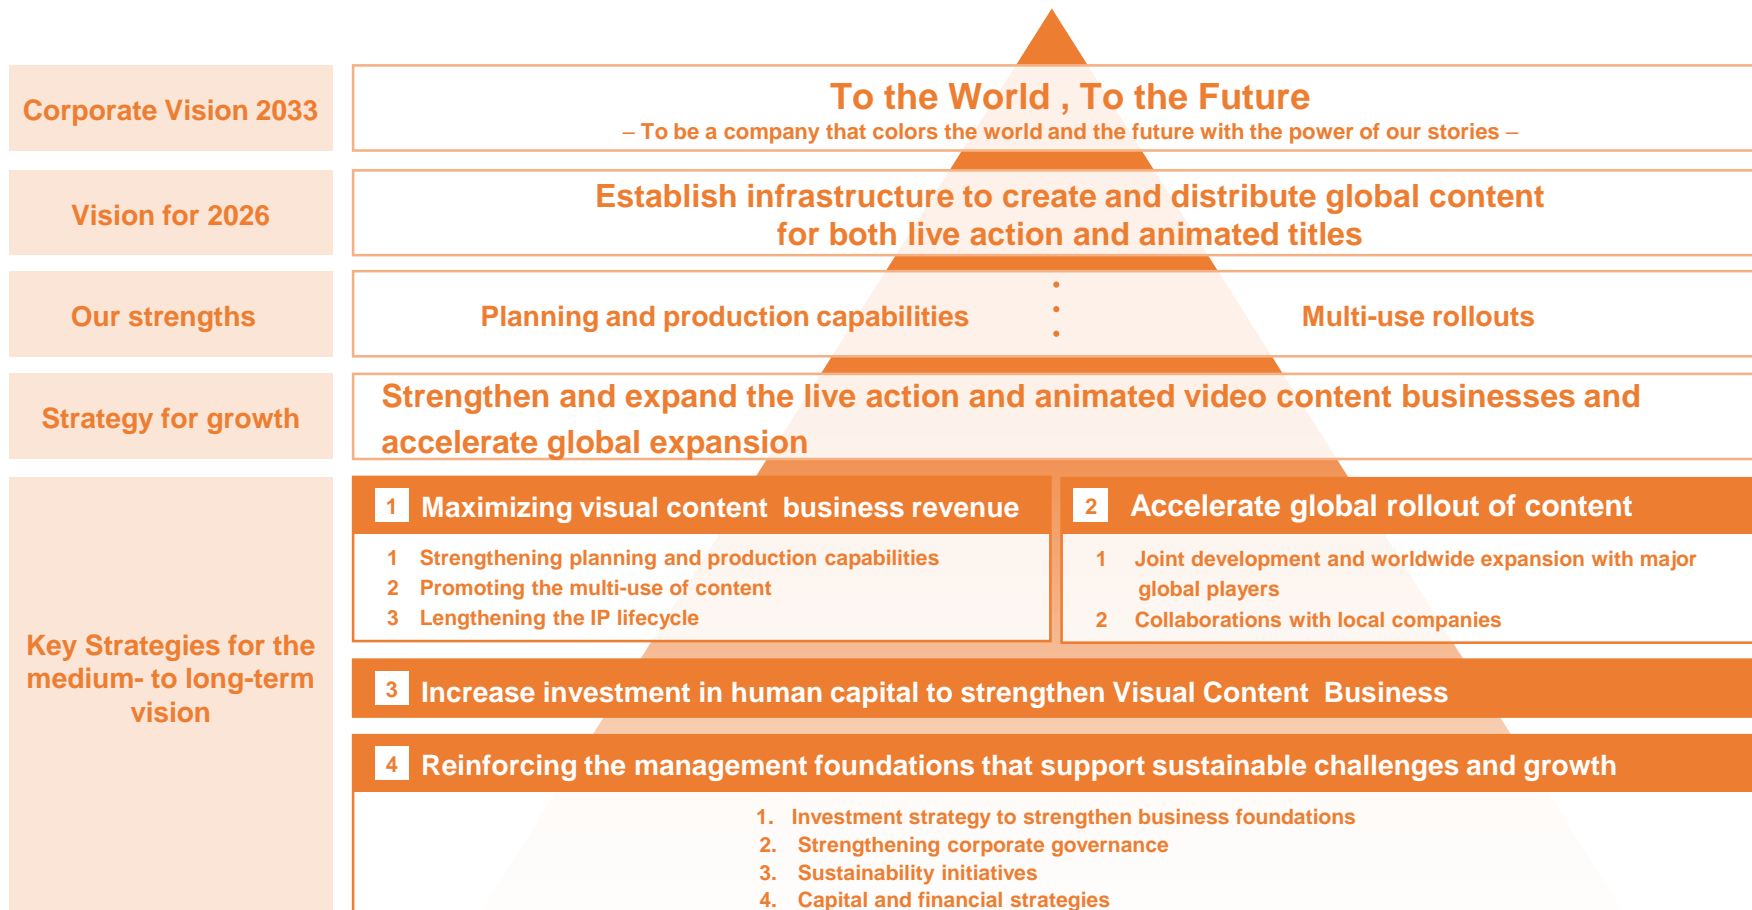 Corporate Vision 2033
To the World , To the Future
– To be a company that colors the world and the future with the power of our stories –
Vision for 2026
Establish infrastructure to create and distribute global content
for both live action and animated titles
Our strengths
Planning and production capabilities
Multi-use rollouts
Strategy for growth
Strengthen and expand the live action and animated video content businesses and
accelerate global expansion
Key Strategies for the
medium- to long-term
vision
1 Maximizing visual content business revenue
1 Strengthening planning and production capabilities
2 Promoting the multi-use of content
3 Lengthening the IP lifecycle
2 Accelerate global rollout of content
1 Joint development and worldwide expansion with major
global players
2 Collaborations with local companies
3 Increase investment in human capital to strengthen Visual Content Business
4 Reinforcing the management foundations that support sustainable challenges and growth
1. Investment strategy to strengthen business foundations
2. Strengthening corporate governance
3. Sustainability initiatives
4. Capital and financial strategies